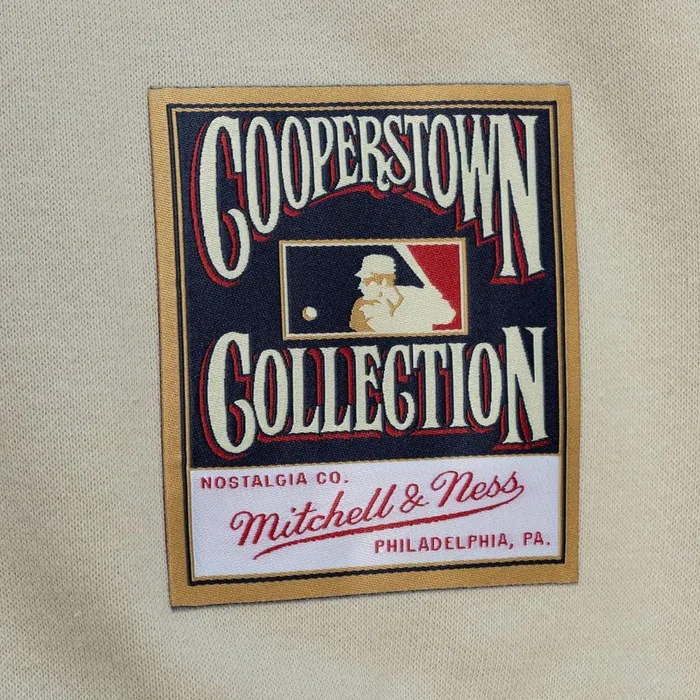 COOPERSTOWN
COLLECTION
NOSTALGIA CO.
Mitchell & Ness
PHILADELPHIA, PA.